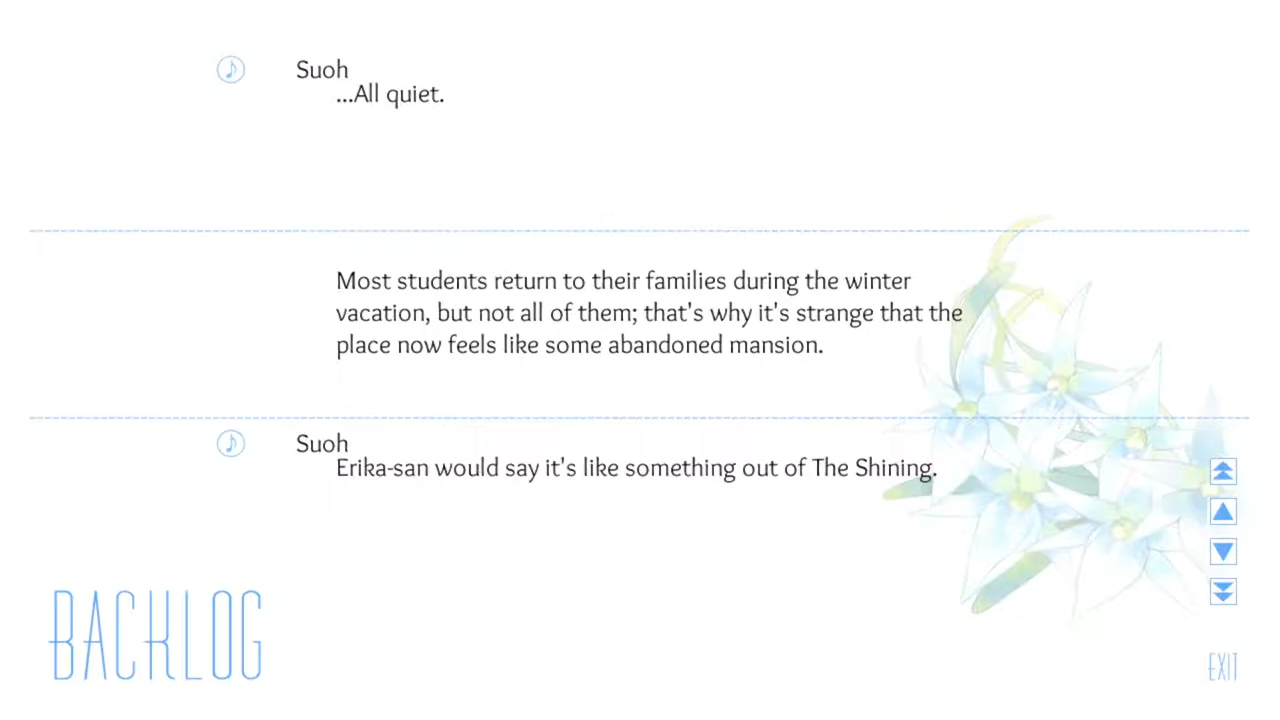 Suoh
...All quiet.
Most students return to their families during the winter
vacation, but not all of them; that's why it's strange that the
place now feels like some abandoned mansion.
Suoh
Erika-san would say it's like something out of The Shining.
BACKLOG
EXIT